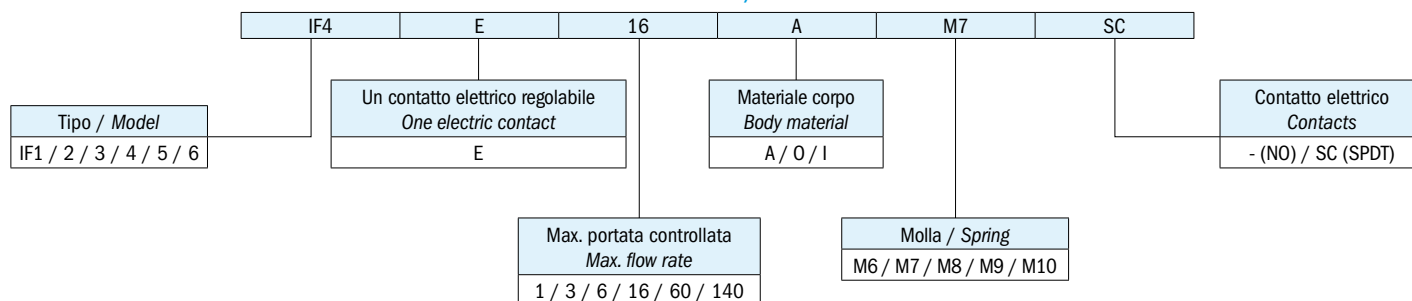 IF4 E 16 A M7 SC
Un contatto elettrico regolabile
One electric contact
E
Materiale corpo
Body material
A / O / I
Contatto elettrico
Contacts
- (NO) / SC (SPDT)
Tipo / Model
IF1 / 2 / 3 / 4 / 5 / 6
Max. portata controllata
Max. flow rate
1 / 3 / 6 / 16 / 60 / 140
Molla / Spring
M6 / M7 / M8 / M9 / M10